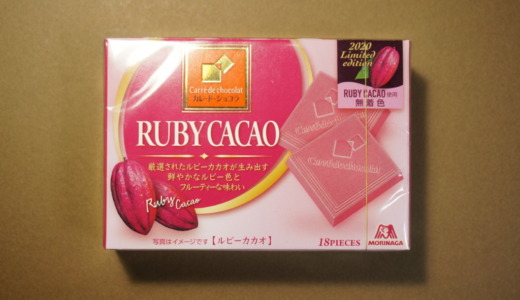 Carré de chocolat
カレ・ド・ショコラ
RUBY CACAO
厳選されたルビーカカオが生み出す
鮮やかなルビー色と
フルーティーな味わい
Ruby Cacao
写真はイメージです【ルビーカカオ】
2020
Limited
edition
RUBY CACAO使用
無着色
Carré de chocolat
18PIECES
MORINAGA